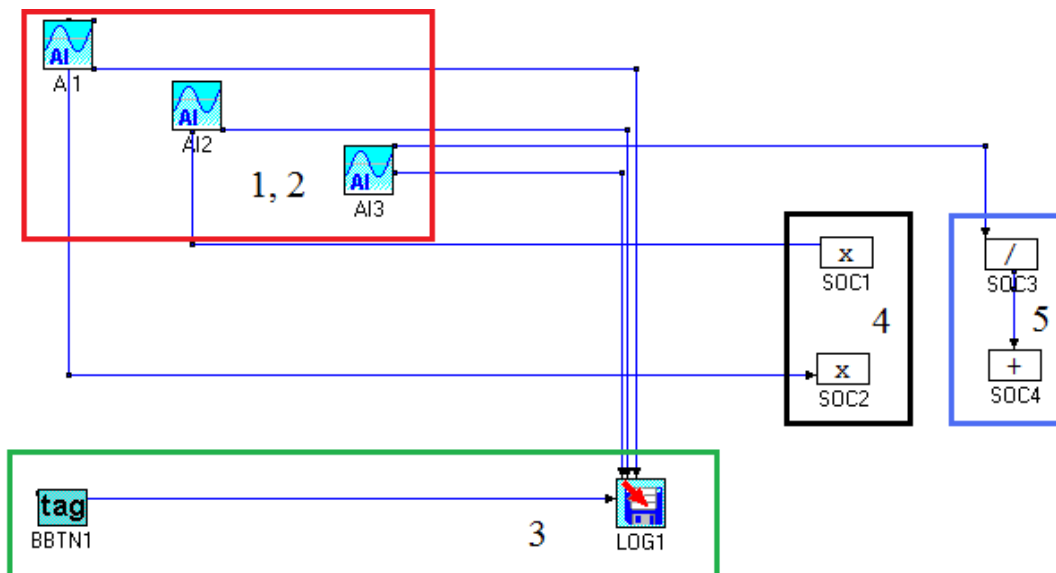 AI
AI1
AI
AI2
1, 2
AI
AI3
x
SOC1
/
SOC3
4
5
x
SOC2
+
SOC4
tag
BBTN1
3
LOG1